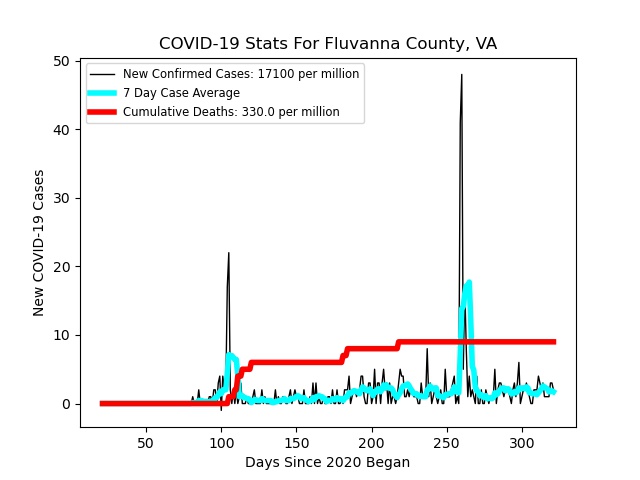 COVID-19 Stats For Fluvanna County, VA
New Confirmed Cases: 17100 per million
7 Day Case Average
Cumulative Deaths: 330.0 per million
New COVID-19 Cases
50
40
30
20
10
0
50 100 150 200 250 300
Days Since 2020 Began